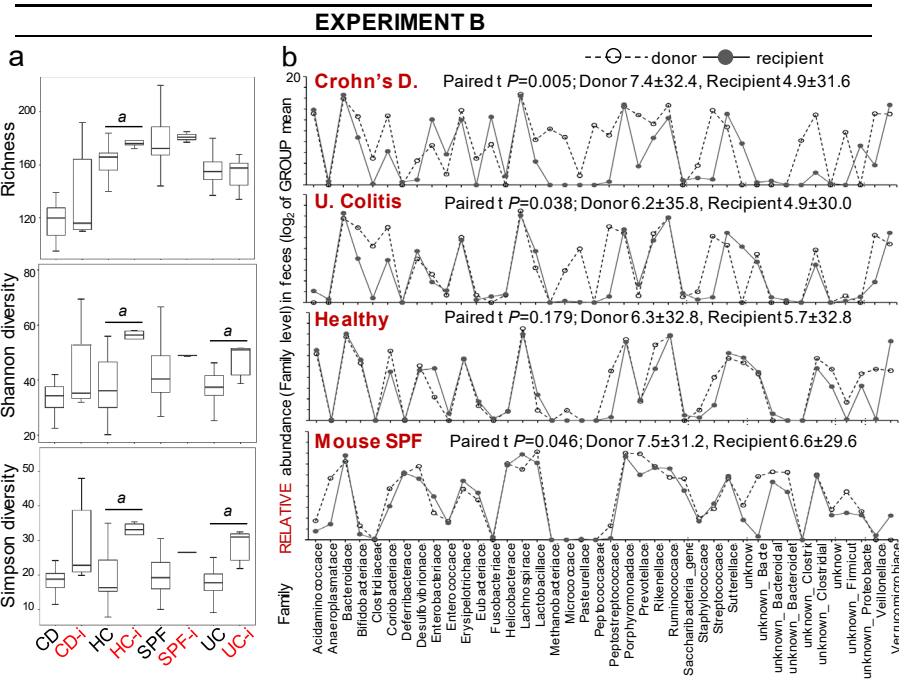 EXPERIMENT B
a
b
donor
recipient
Richness
200
160
120
Shannon diversity
80
60
40
20
a
a
a
Simpson diversity
50
40
30
20
10
a
a
CD
CD-i
HC
HC-i
SPF
SPF-i
UC
UC-i
20
Crohn's D.
Paired t P=0.005; Donor 7.4±32.4, Recipient 4.9±31.6
U. Colitis
Paired t P=0.038; Donor 6.2±35.8, Recipient 4.9±30.0
Healthy
Paired t P=0.179; Donor 6.3±32.8, Recipient 5.7±32.8
Mouse SPF
Paired t P=0.046; Donor 7.5±31.2, Recipient 6.6±29.6
RELATIVE abundance (Family level) in feces (log2 of GROUP mean
Family
Acidaminococcace
Anaeroplasmatace
Bacteroidace
Bifidobacteriace
Clostridiaceae
Coriobacteriace
Deferribacterace
Desulfovibrionace
Enterobacteriace
Enterococcace
Erysipelotrichace
Eubacteriace
Fusobacteriace
Helicobacterace
Lachnospirace
Lactobacillace
Methanobacteriace
Micrococcace
Pasteurellace
Peptococcaceae
Peptostreptococcace
Porphyromonadace
Prevotellace
Rikenellace
Ruminococcace
Saccharibacteria_gene
Staphylococcace
Streptococcace
Sutterellace
unknow
unknown_Bacte
unknown_Bacteroidal
unknown_Bacteroidet
unknown_Clostric
unknown_Clostridial
unknow
unknown_Firmicut
unknown_Proteobacte
Veillonellace
Verrucomicrobiace